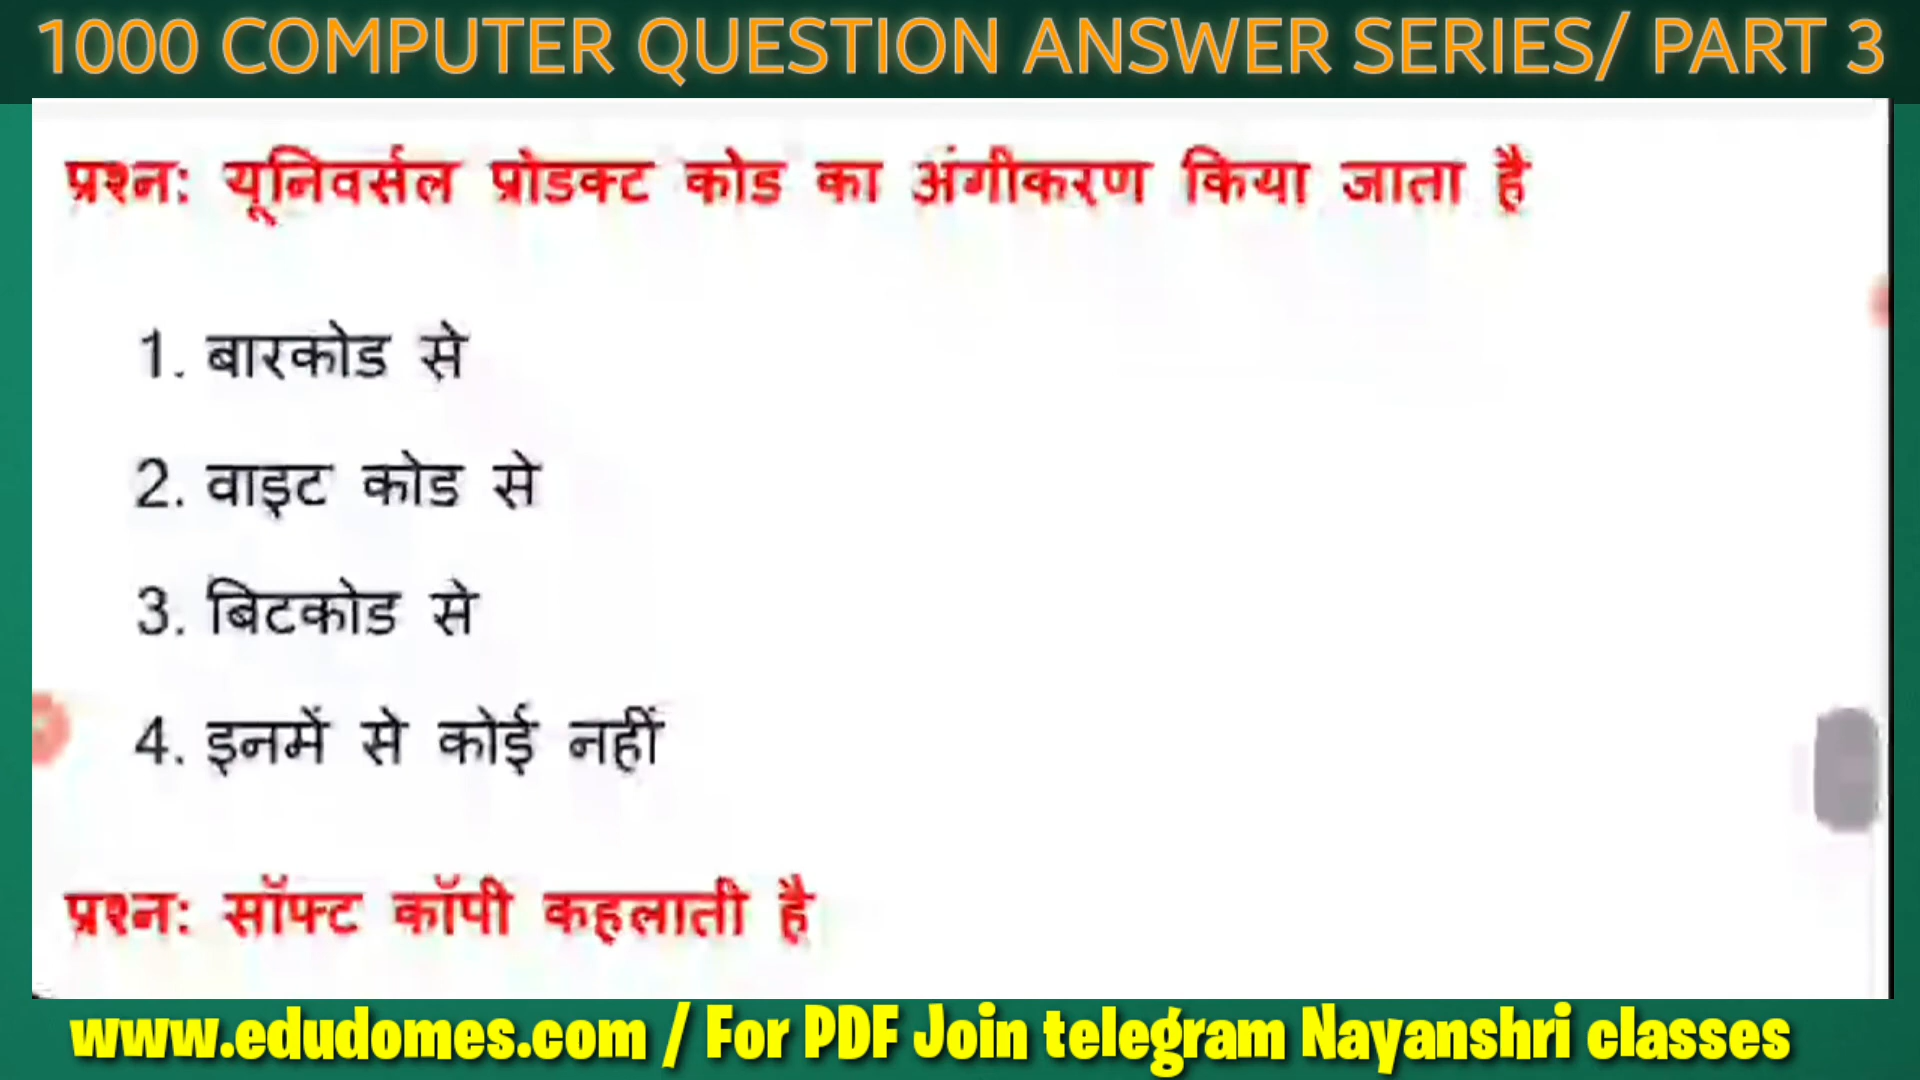 1000 COMPUTER QUESTION ANSWER SERIES/ PART 3
प्रश्न: यूनिवर्सल प्रोडक्ट कोड का अंगीकरण किया जाता है
1. बारकोड से
2. वाइट कोड से
3. बिटकोड से
4. इनमें से कोई नहीं
प्रश्न: सॉफ्ट कॉपी कहलाती है
www.edudomes.com / For PDF Join telegram Nayanshri classes